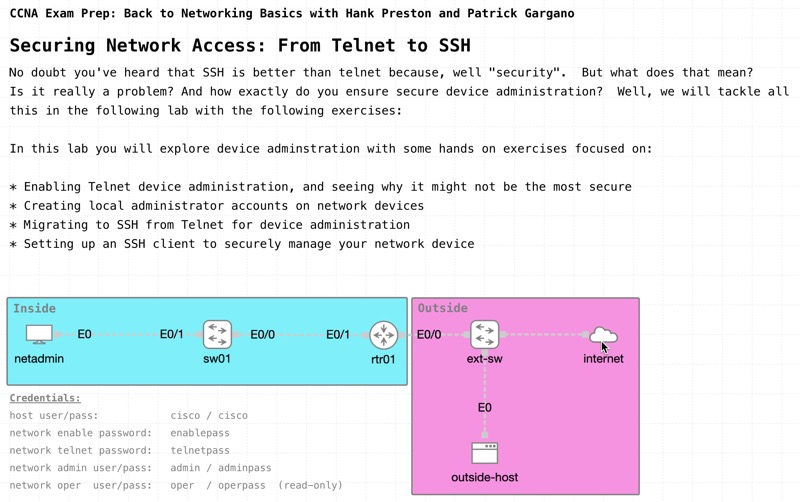 CCNA Exam Prep: Back to Networking Basics with Hank Preston and Patrick Gargano
Securing Network Access: From Telnet to SSH
No doubt you've heard that SSH is better than telnet because, well "security".  But what does that mean?
Is it really a problem? And how exactly do you ensure secure device administration?  Well, we will tackle all
this in the following lab with the following exercises:
In this lab you will explore device adminstration with some hands on exercises focused on:
* Enabling Telnet device administration, and seeing why it might not be the most secure
* Creating local administrator accounts on network devices
* Migrating to SSH from Telnet for device administration
* Setting up an SSH client to securely manage your network device
Inside
E0 E0/1 E0/0 E0/1
netadmin sw01 rtr01
Outside
E0/0
ext-sw internet
E0
outside-host
Credentials:
host user/pass: cisco / cisco
network enable password: enablepass
network telnet password: telnetpass
network admin user/pass: admin / adminpass
network oper  user/pass: oper  / operpass  (read-only)